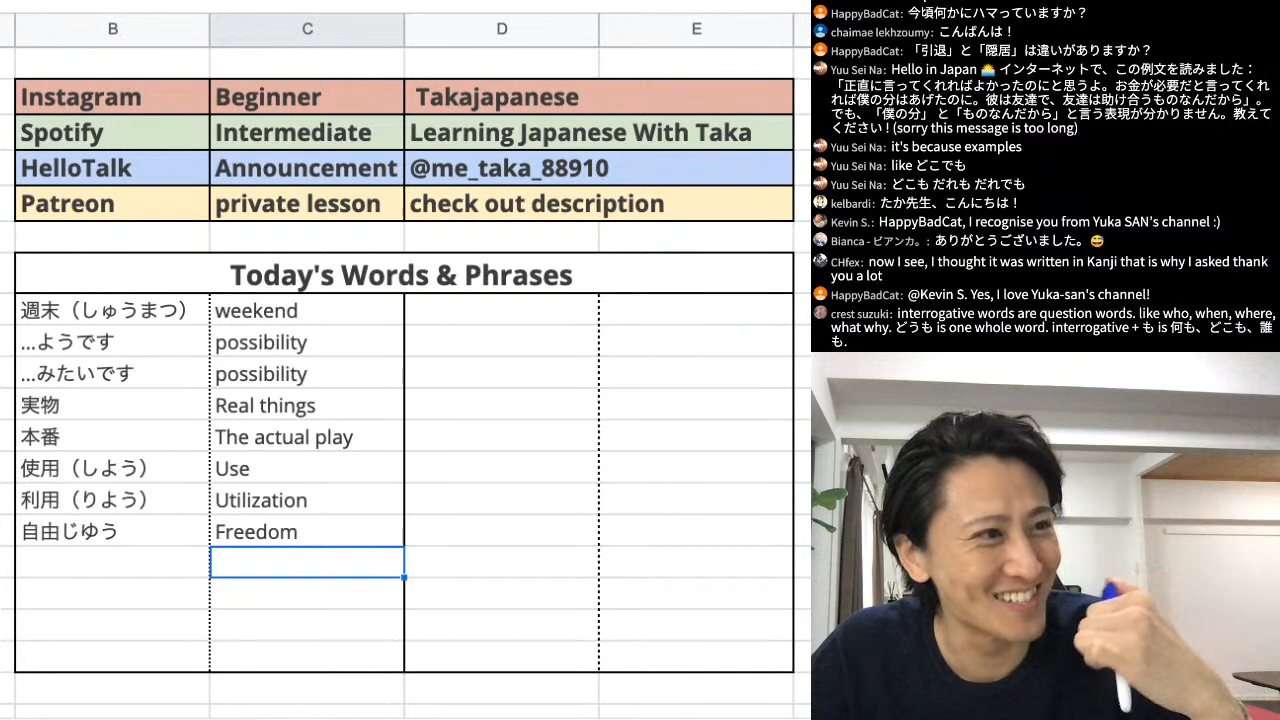 B C D E
Instagram Beginner Takajapanese
Spotify Intermediate Learning Japanese With Taka
HelloTalk Announcement @me_taka_88910
Patreon private lesson check out description
Today's Words & Phrases
週末（しゅうまつ） weekend
...ようです possibility
...みたいです possibility
実物 Real things
本番 The actual play
使用（しよう） Use
利用（りよう） Utilization
自由じゆう Freedom
HappyBadCat: 今頃何かにハマっていますか？
chaimae lekhzoumy: こんばんは！
HappyBadCat: 「引退」と「隠居」は違いがありますか？
Yuu Sei Na: Hello in Japan 🌅 インターネットで、この例文を読みました：
「正直に言ってくれればよかったのにと思うよ。お金が必要だと言ってくれ
れば僕の分はあげたのに。彼は友達で、友達は助け合うものなんだから」。
でも、「僕の分」 と「ものなんだから」と言う表現が分かりません。教えて
ください ! (sorry this message is too long)
Yuu Sei Na: it's because examples
Yuu Sei Na: like どこでも
Yuu Sei Na: どこも だれも だれでも
kelbardi: たか先生、こんにちは！
Kevin S.: HappyBadCat, I recognise you from Yuka SAN’s channel :)
Bianca - ビアンカ。: ありがとうございました。😅
CHfex: now I see, I thought it was written in Kanji that is why I asked thank
you a lot
HappyBadCat: @Kevin S. Yes, I love Yuka-san's channel!
crest suzuki: interrogative words are question words. like who, when, where,
what why. どうも is one whole word. interrogative + も is 何も、どこも、誰
も.